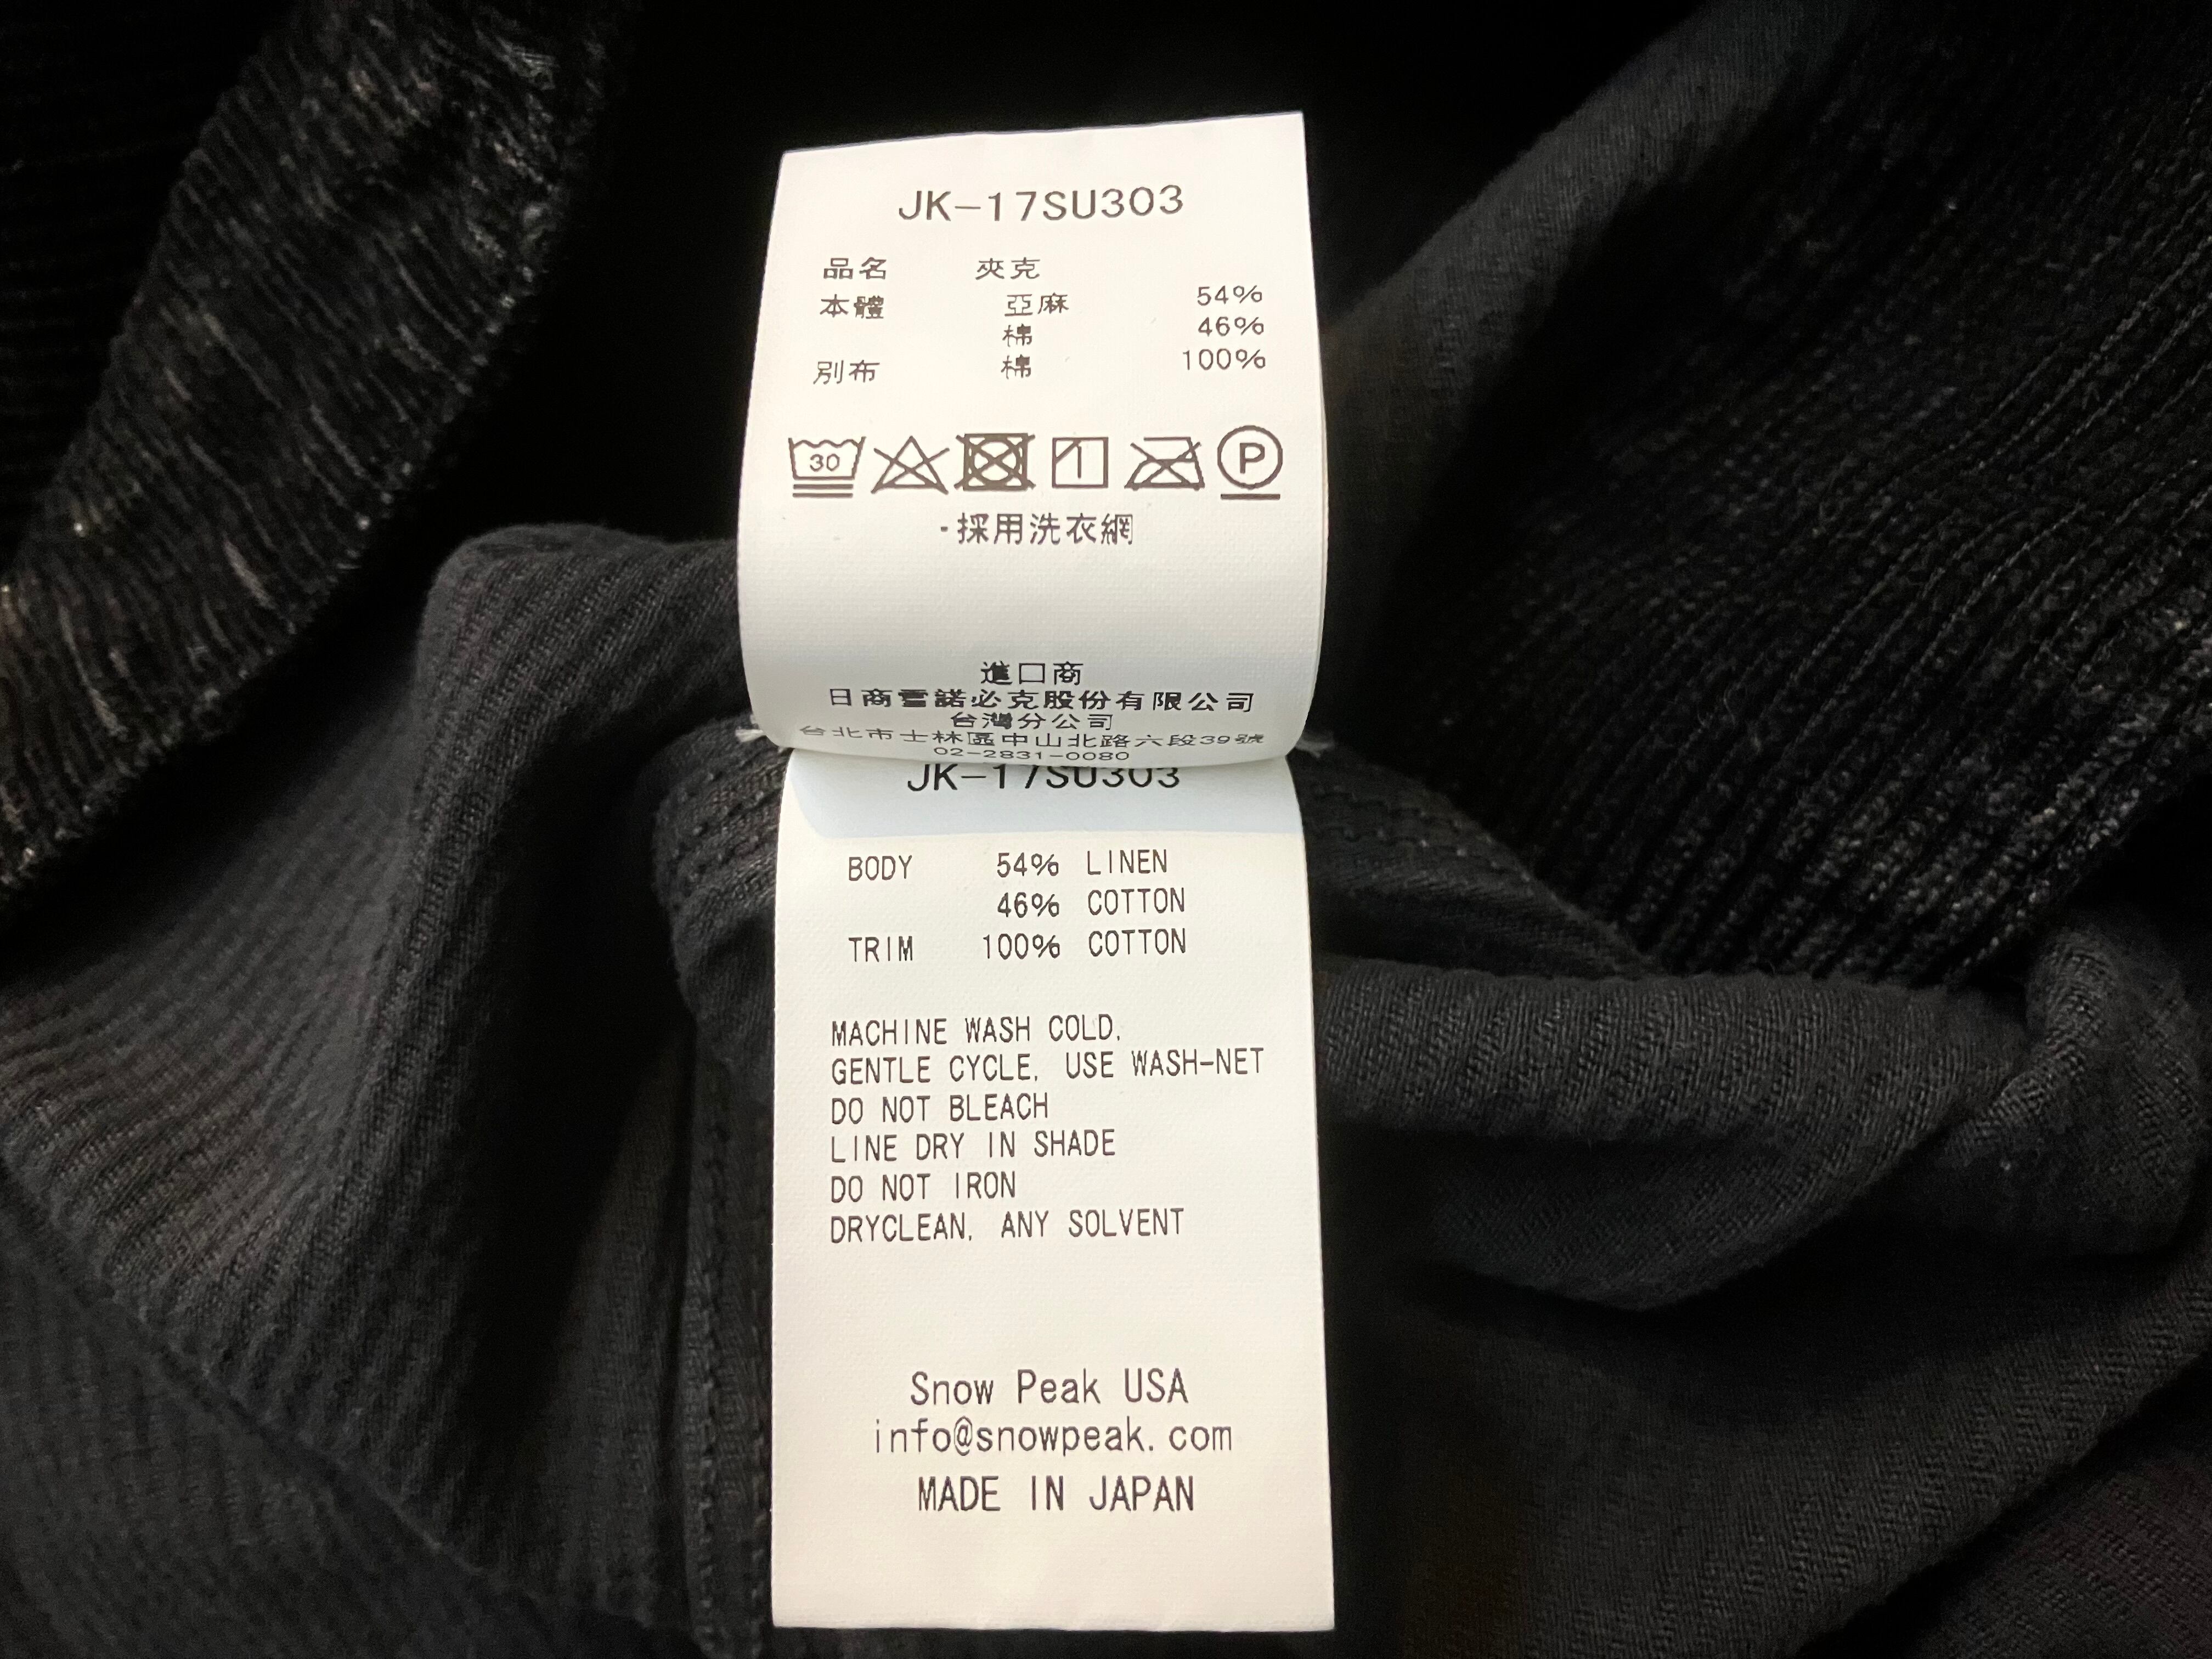 JK-17SU303
品名 夾克
本體 亞麻 54%
棉 46%
別布 棉 100%
30 P
・採用洗衣網
進口商
日商雪諾必克股份有限公司
台灣分公司
台北市士林區中山北路六段39號
02-2831-0080
JK-17SU303
BODY 54% LINEN
46% COTTON
TRIM 100% COTTON
MACHINE WASH COLD,
GENTLE CYCLE, USE WASH-NET
DO NOT BLEACH
LINE DRY IN SHADE
DO NOT IRON
DRYCLEAN, ANY SOLVENT
Snow Peak USA
info@snowpeak.com
MADE IN JAPAN